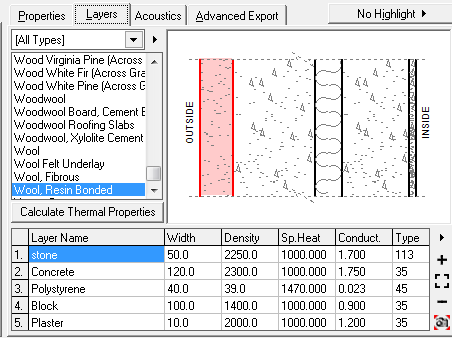 Properties Layers Acoustics Advanced Export No Highlight
[All Types]
Wood Virginia Pine (Across
Wood White Fir (Across Gra
Wood White Pine (Across G
Woodwool
Woodwool Board, Cement E
Woodwool Roofing Slabs
Woodwool, Xylolite Cement
Wool
Wool Felt Underlay
Wool, Fibrous
Wool, Resin Bonded
Calculate Thermal Properties
OUTSIDE
INSIDE
Layer Name Width Density Sp.Heat Conduct. Type
1. stone 50.0 2250.0 1000.000 1.700 113
2. Concrete 120.0 2300.0 1000.000 1.750 35
3. Polystyrene 40.0 39.0 1470.000 0.023 45
4. Block 100.0 1400.0 1000.000 0.900 35
5. Plaster 10.0 2000.0 1000.000 1.200 35